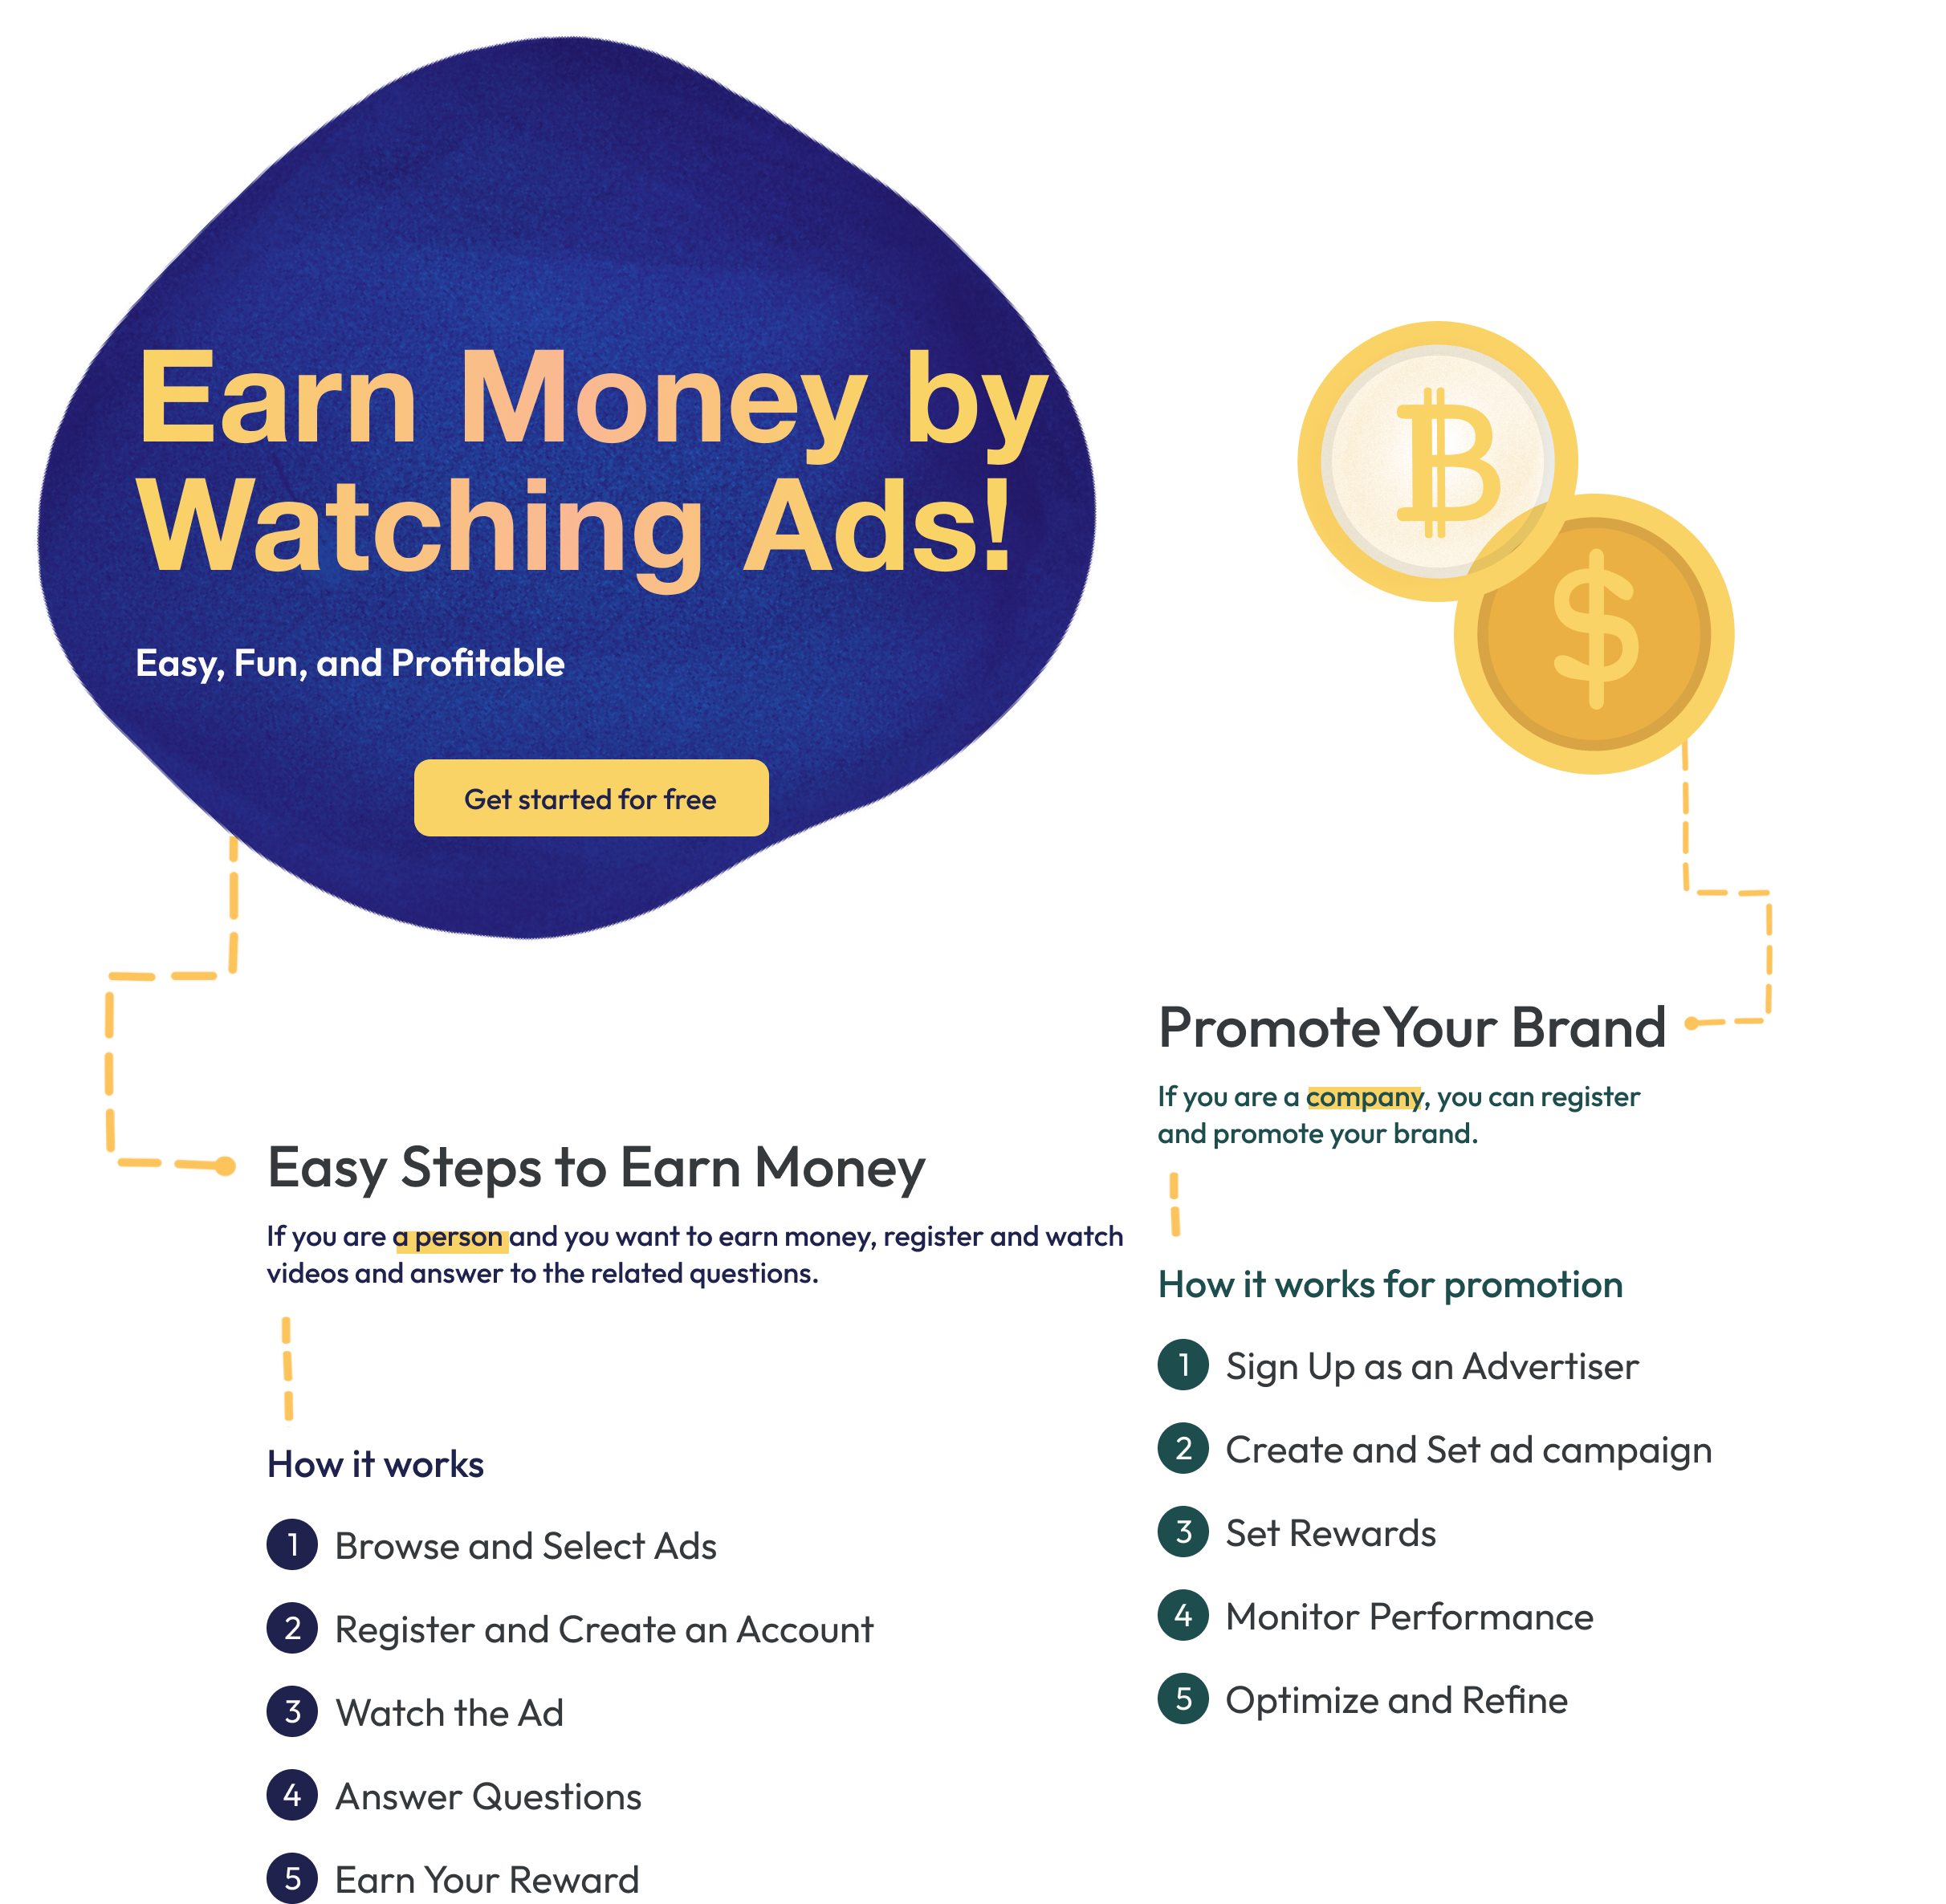 Earn Money by
Watching Ads!
Easy, Fun, and Profitable
Get started for free
Easy Steps to Earn Money
If you are a person and you want to earn money, register and watch
videos and answer to the related questions.
How it works
1 Browse and Select Ads
2 Register and Create an Account
3 Watch the Ad
4 Answer Questions
5 Earn Your Reward
PromoteYour Brand
If you are a company, you can register
and promote your brand.
How it works for promotion
1 Sign Up as an Advertiser
2 Create and Set ad campaign
3 Set Rewards
4 Monitor Performance
5 Optimize and Refine